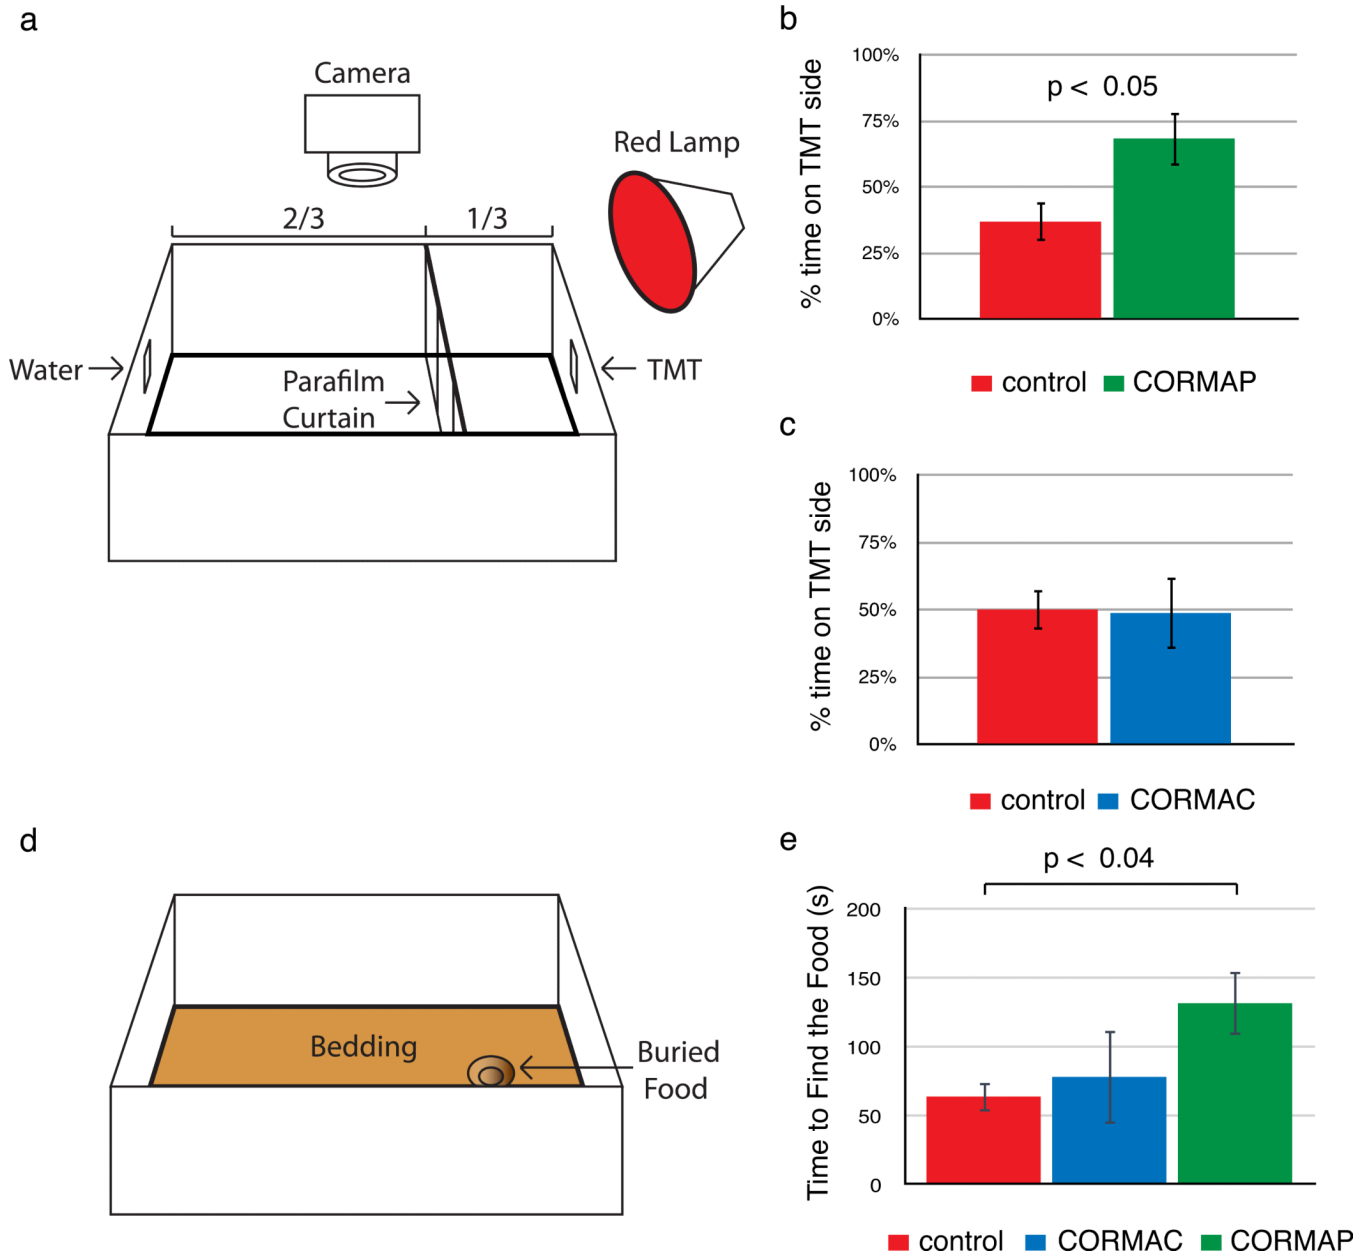 a
Camera
Red Lamp
2/3
1/3
Water
TMT
Parafilm
Curtain
b
100%
75%
50%
25%
0%
% time on TMT side
p < 0.05
control
CORMAP
c
100%
75%
50%
25%
0%
% time on TMT side
control
CORMAC
d
Bedding
Buried
Food
e
p < 0.04
200
150
100
50
0
Time to Find the Food (s)
control
CORMAC
CORMAP